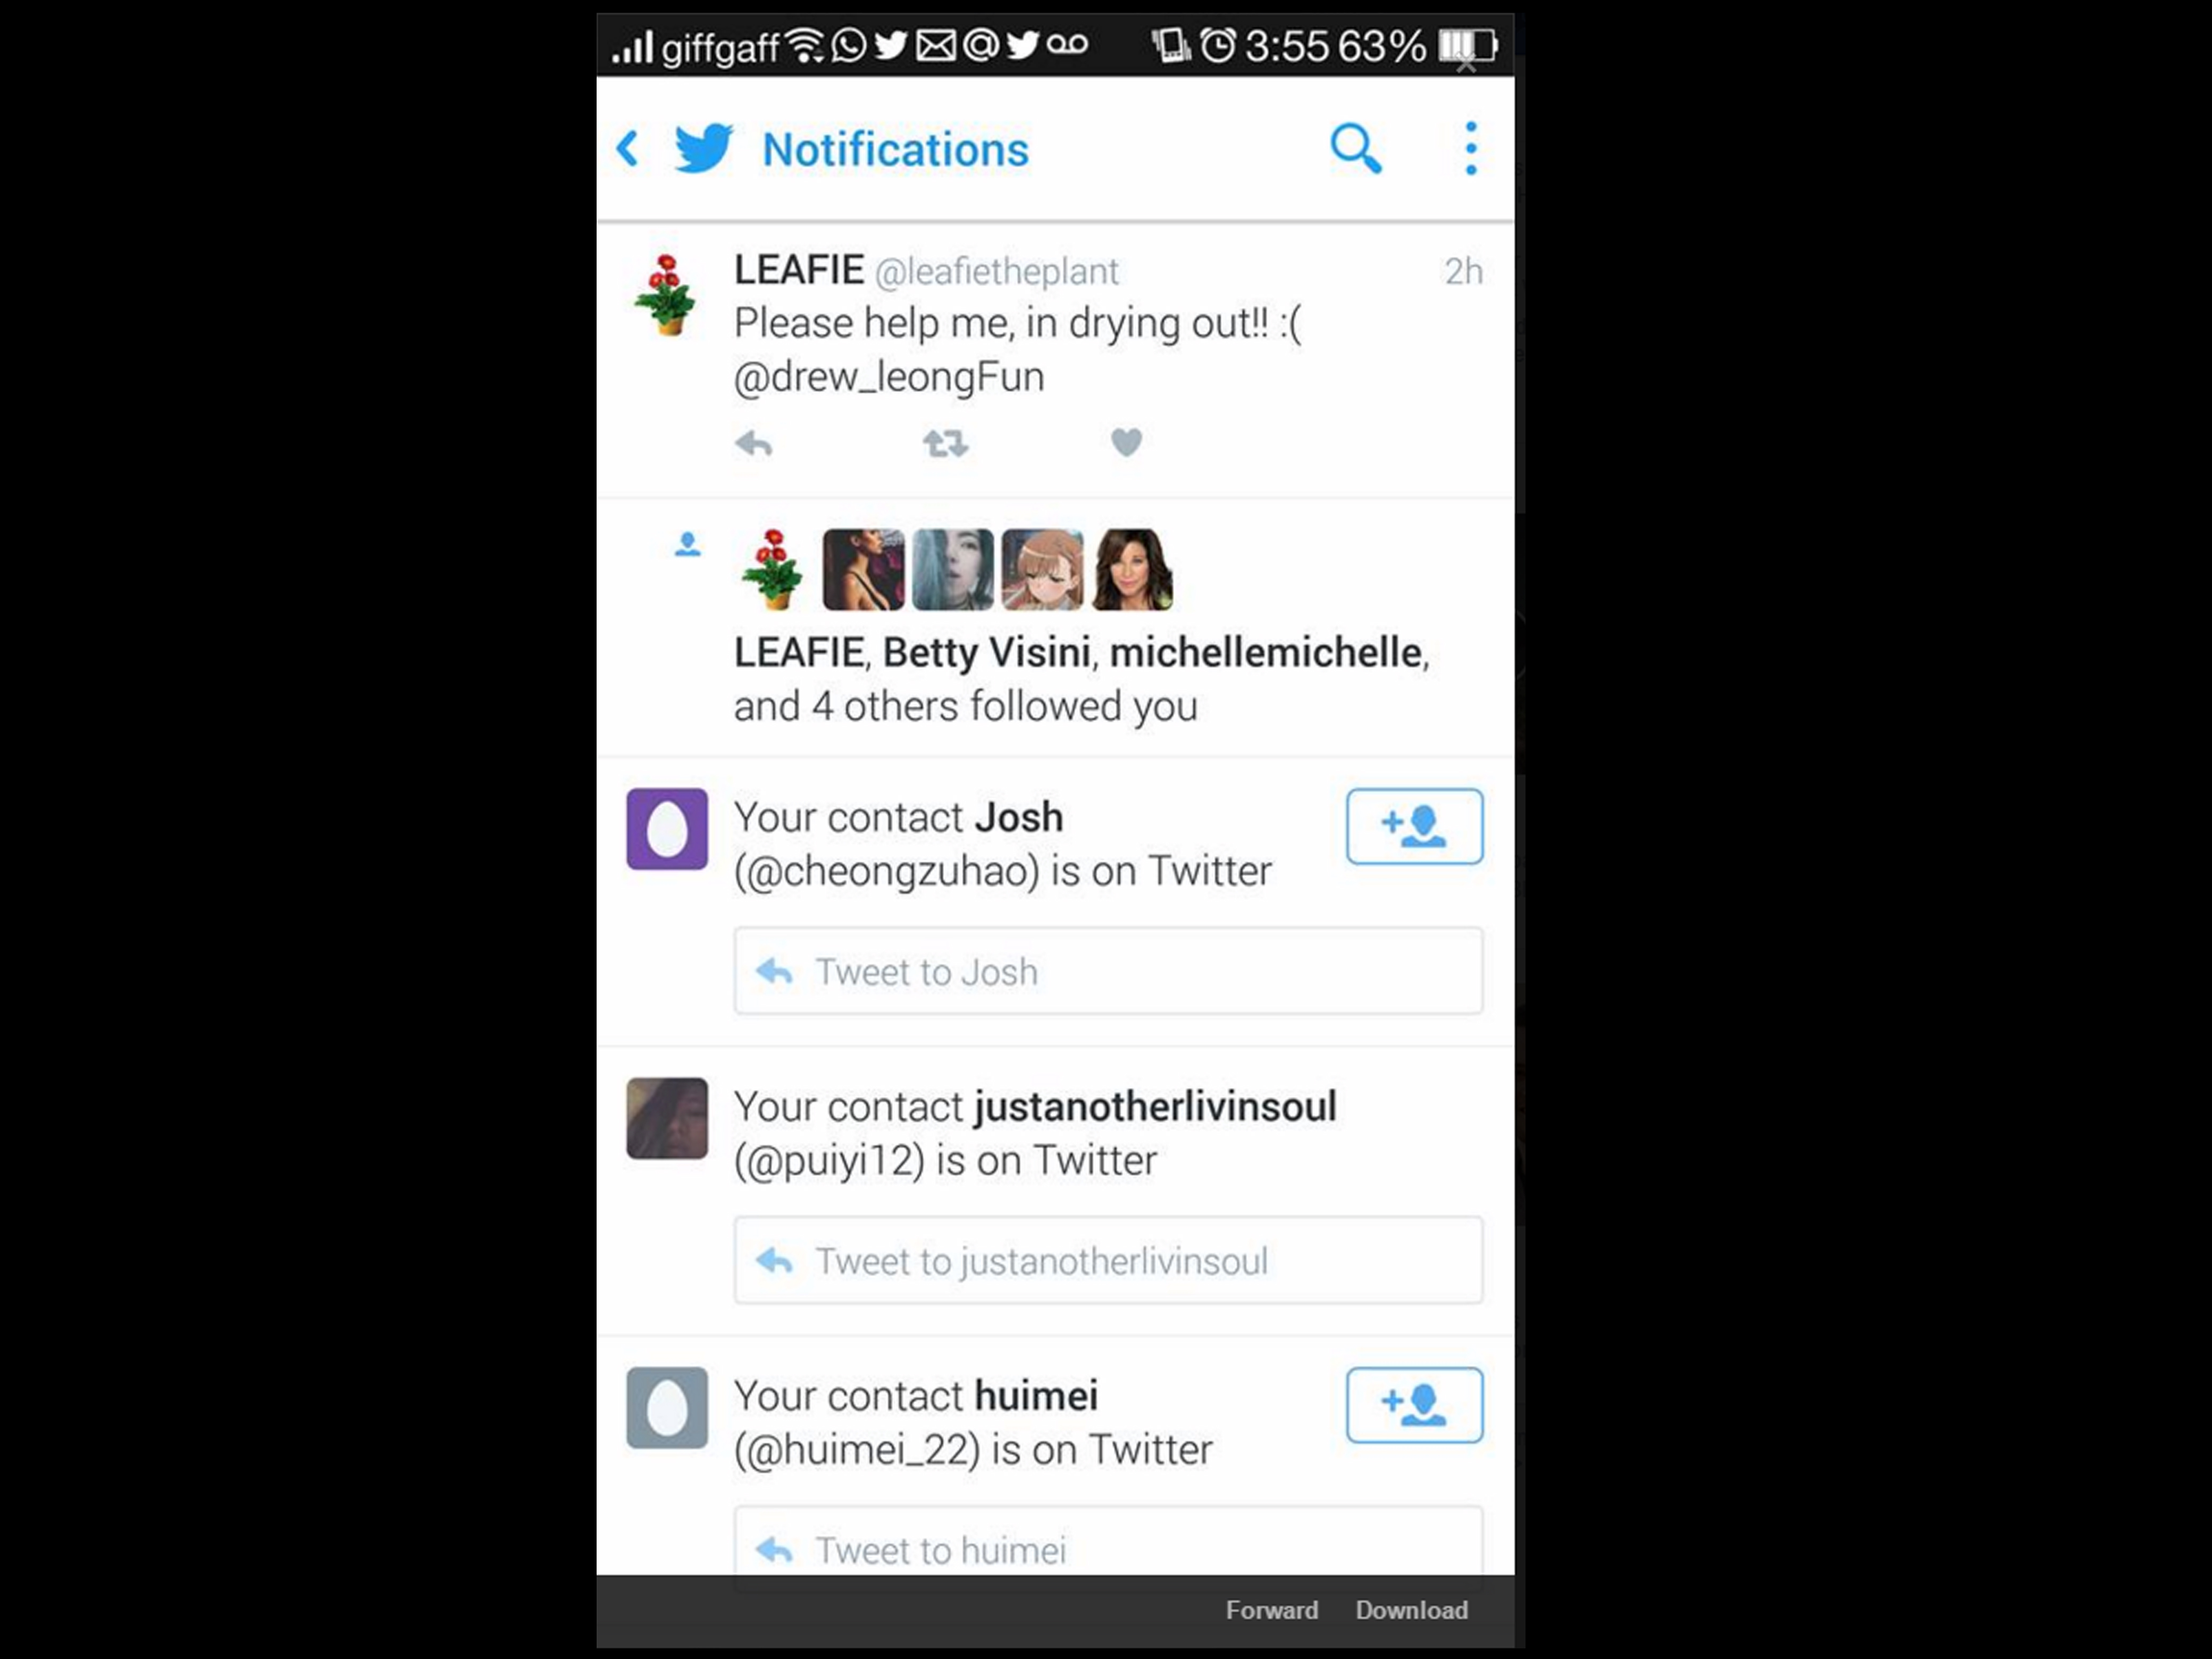 giffgaff 3:55 63%
Notifications
LEAFIE @leafietheplant 2h
Please help me, in drying out!! :(
@drew_leongFun
LEAFIE, Betty Visini, michellemichelle,
and 4 others followed you
Your contact Josh
(@cheongzuhao) is on Twitter
Tweet to Josh
Your contact justanotherlivinsoul
(@puiyi12) is on Twitter
Tweet to justanotherlivinsoul
Your contact huimei
(@huimei_22) is on Twitter
Tweet to huimei
Forward Download